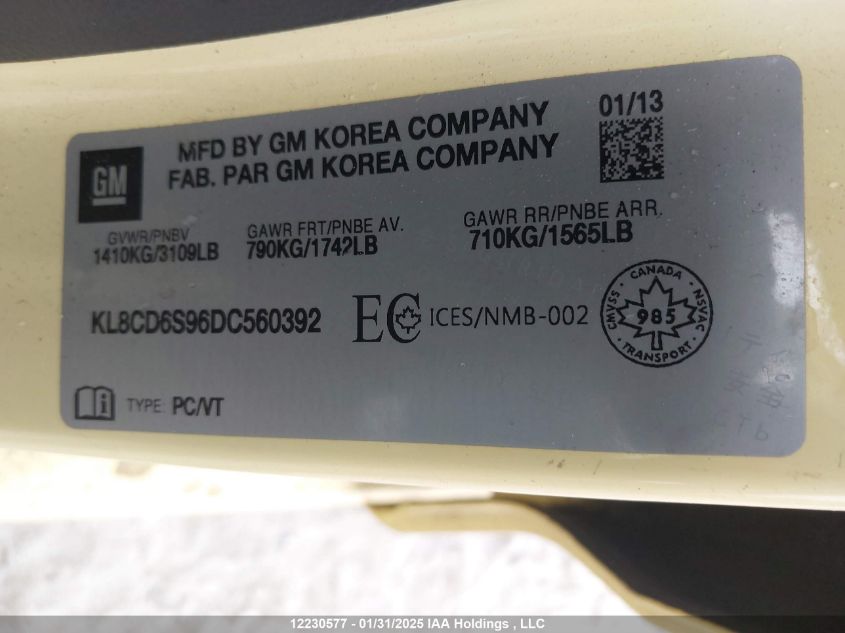 01/13
GM
MFD BY GM KOREA COMPANY
FAB. PAR GM KOREA COMPANY
GVWR/PNBV
1410KG/3109LB
GAWR FRT/PNBE AV.
790KG/1742LB
GAWR RR/PNBE ARR.
710KG/1565LB
KL8CD6S96DC560392
EC
ICES/NMB-002
CANADA
CMVSS
985
NSVAC
TRANSPORT
i
TYPE: PC/VT
12230577 - 01/31/2025 IAA Holdings , LLC